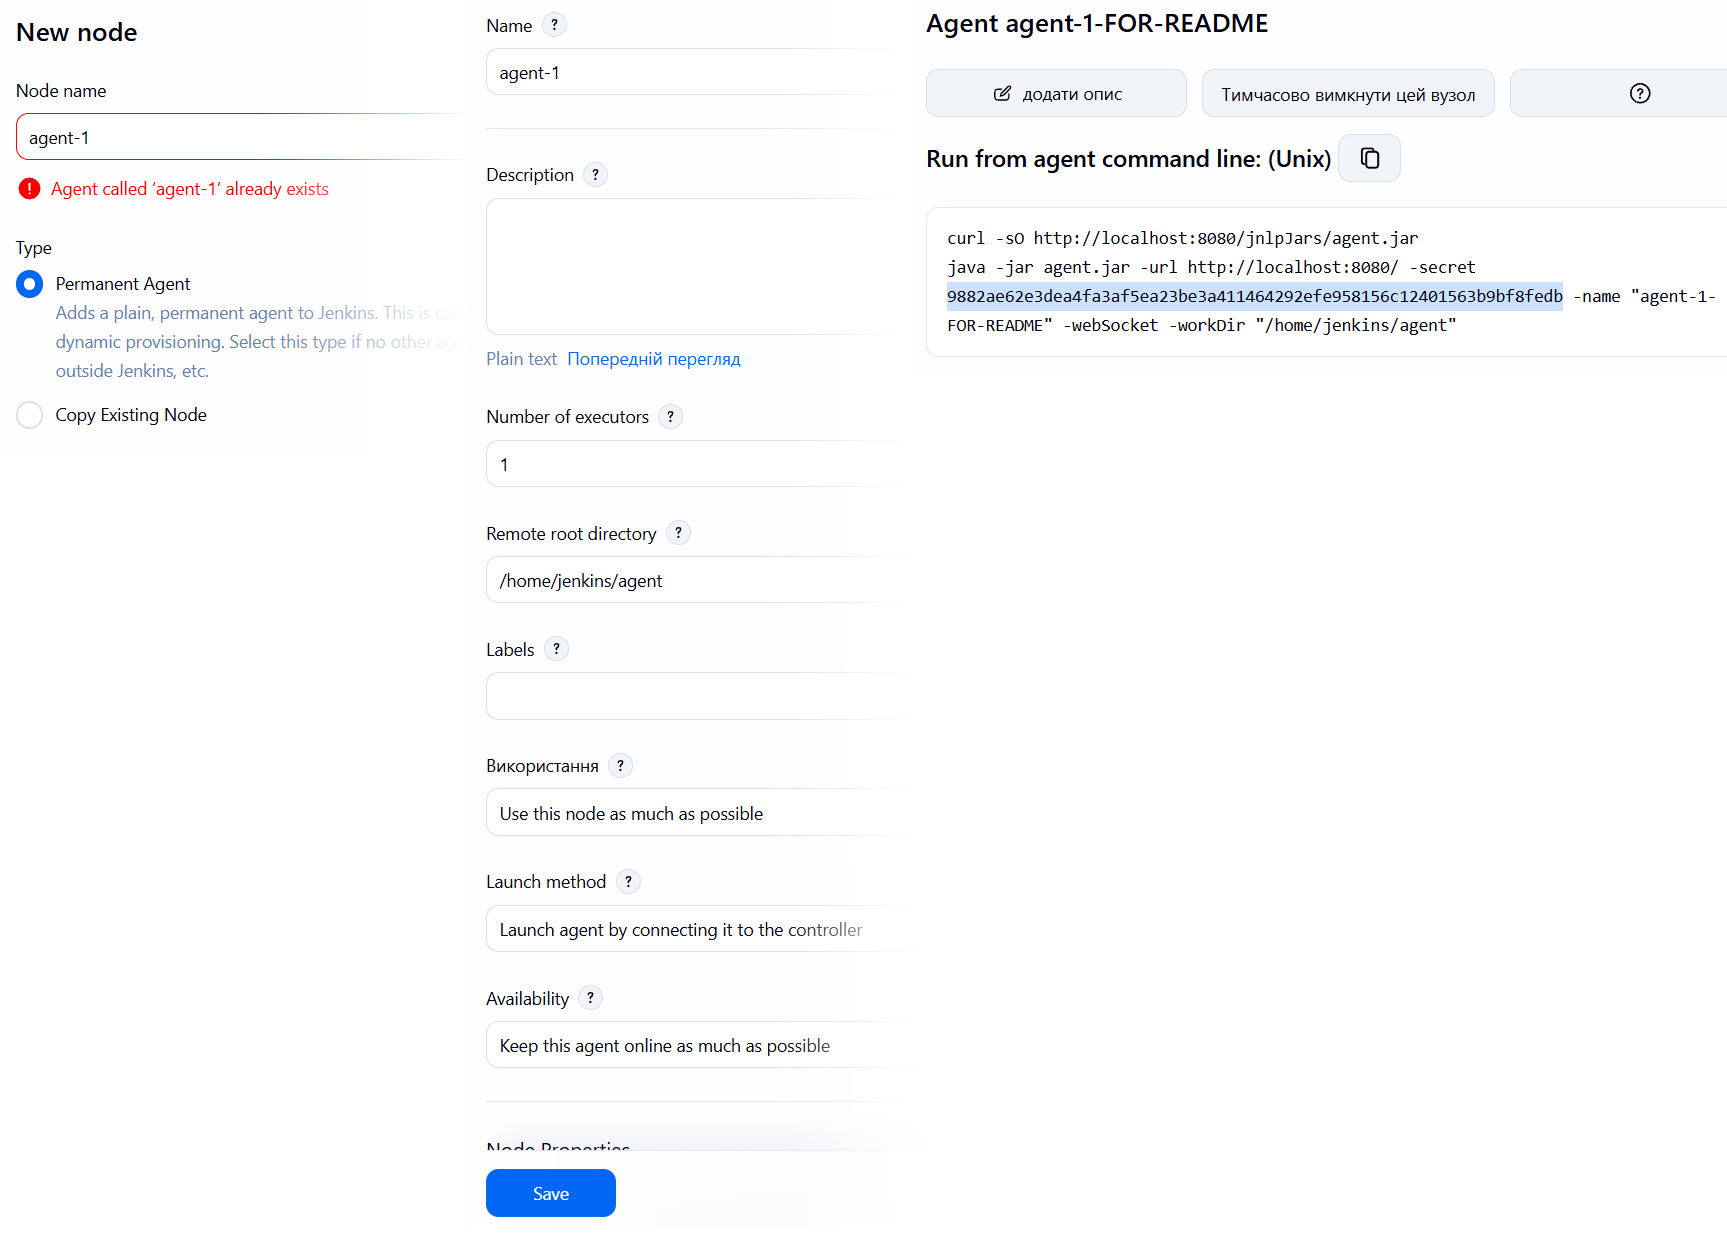 New node
Node name
agent-1
! Agent called ‘agent-1’ already exists
Type
Permanent Agent
Adds a plain, permanent agent to Jenkins. This is
dynamic provisioning. Select this type if no other
outside Jenkins, etc.
Copy Existing Node
Name ?
agent-1
Description ?
Plain text Попередній перегляд
Number of executors ?
1
Remote root directory ?
/home/jenkins/agent
Labels ?
Використання ?
Use this node as much as possible
Launch method ?
Launch agent by connecting it to the controller
Availability ?
Keep this agent online as much as possible
Node Properties
Save
Agent agent-1-FOR-README
додати опис
Тимчасово вимкнути цей вузол
?
Run from agent command line: (Unix)
curl -sO http://localhost:8080/jnlpJars/agent.jar
java -jar agent.jar -url http://localhost:8080/ -secret
9882ae62e3dea4fa3af5ea23be3a411464292efe958156c12401563b9bf8fedb -name "agent-1-
FOR-README" -webSocket -workDir "/home/jenkins/agent"